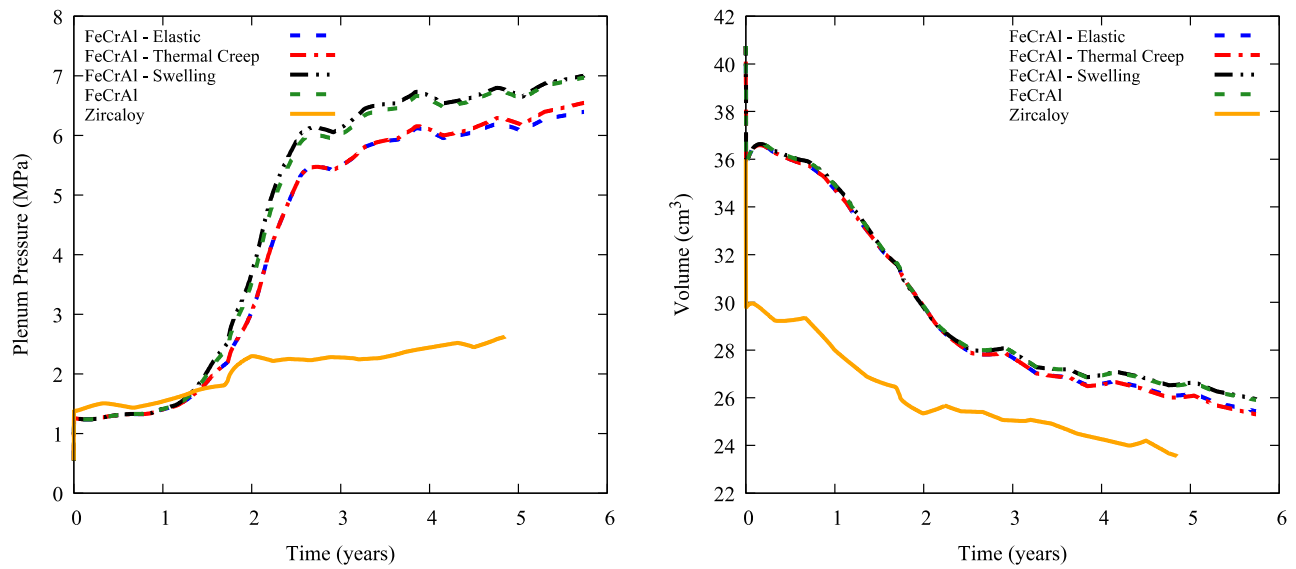 8
7
6
5
4
3
2
1
0
Plenum Pressure (MPa)
FeCrAl - Elastic
FeCrAl - Thermal Creep
FeCrAl - Swelling
FeCrAl
Zircaloy
0 1 2 3 4 5 6
Time (years)
42
40
38
36
34
32
30
28
26
24
22
Volume (cm³)
FeCrAl - Elastic
FeCrAl - Thermal Creep
FeCrAl - Swelling
FeCrAl
Zircaloy
0 1 2 3 4 5 6
Time (years)